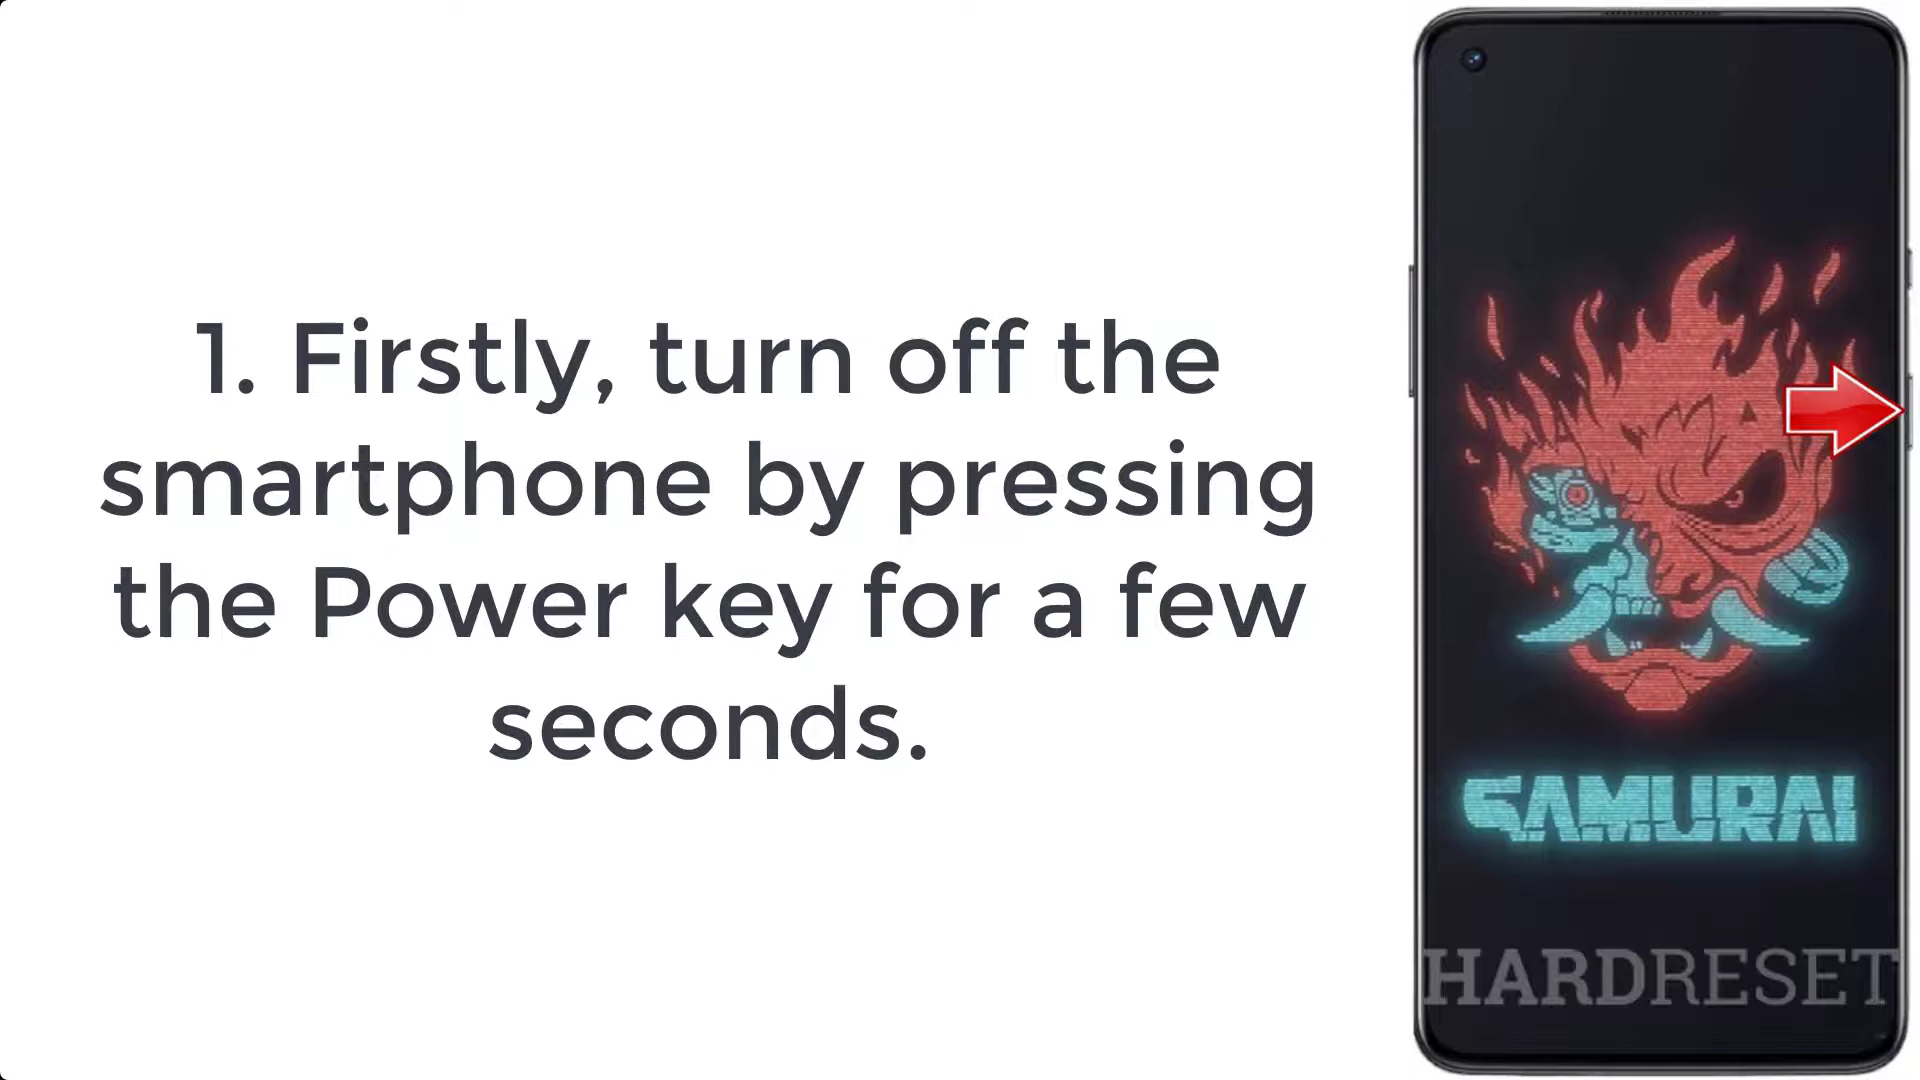 1. Firstly, turn off the
smartphone by pressing
the Power key for a few
seconds.
SAMURAI
HARDRESET